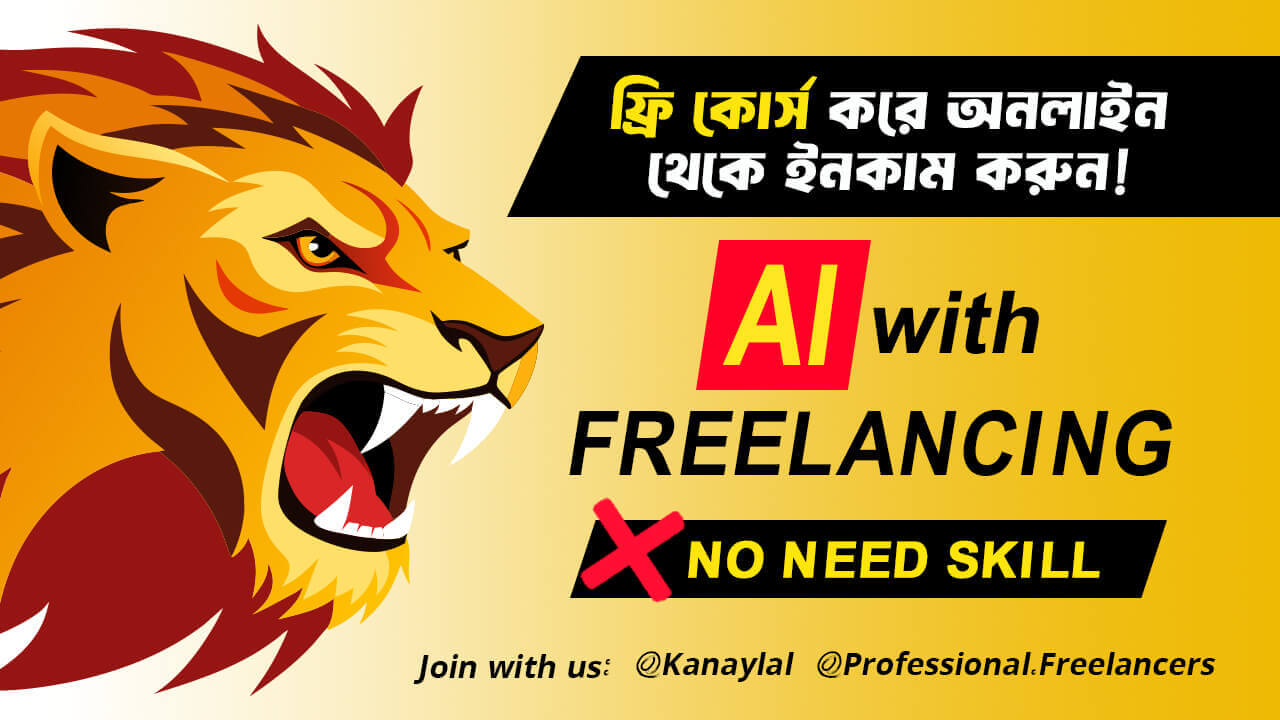 ফ্রি কোর্স করে অনলাইন
থেকে ইনকাম করুন!
AI with
FREELANCING
NO NEED SKILL
Join with us: @Kanaylal @Professional.Freelancers